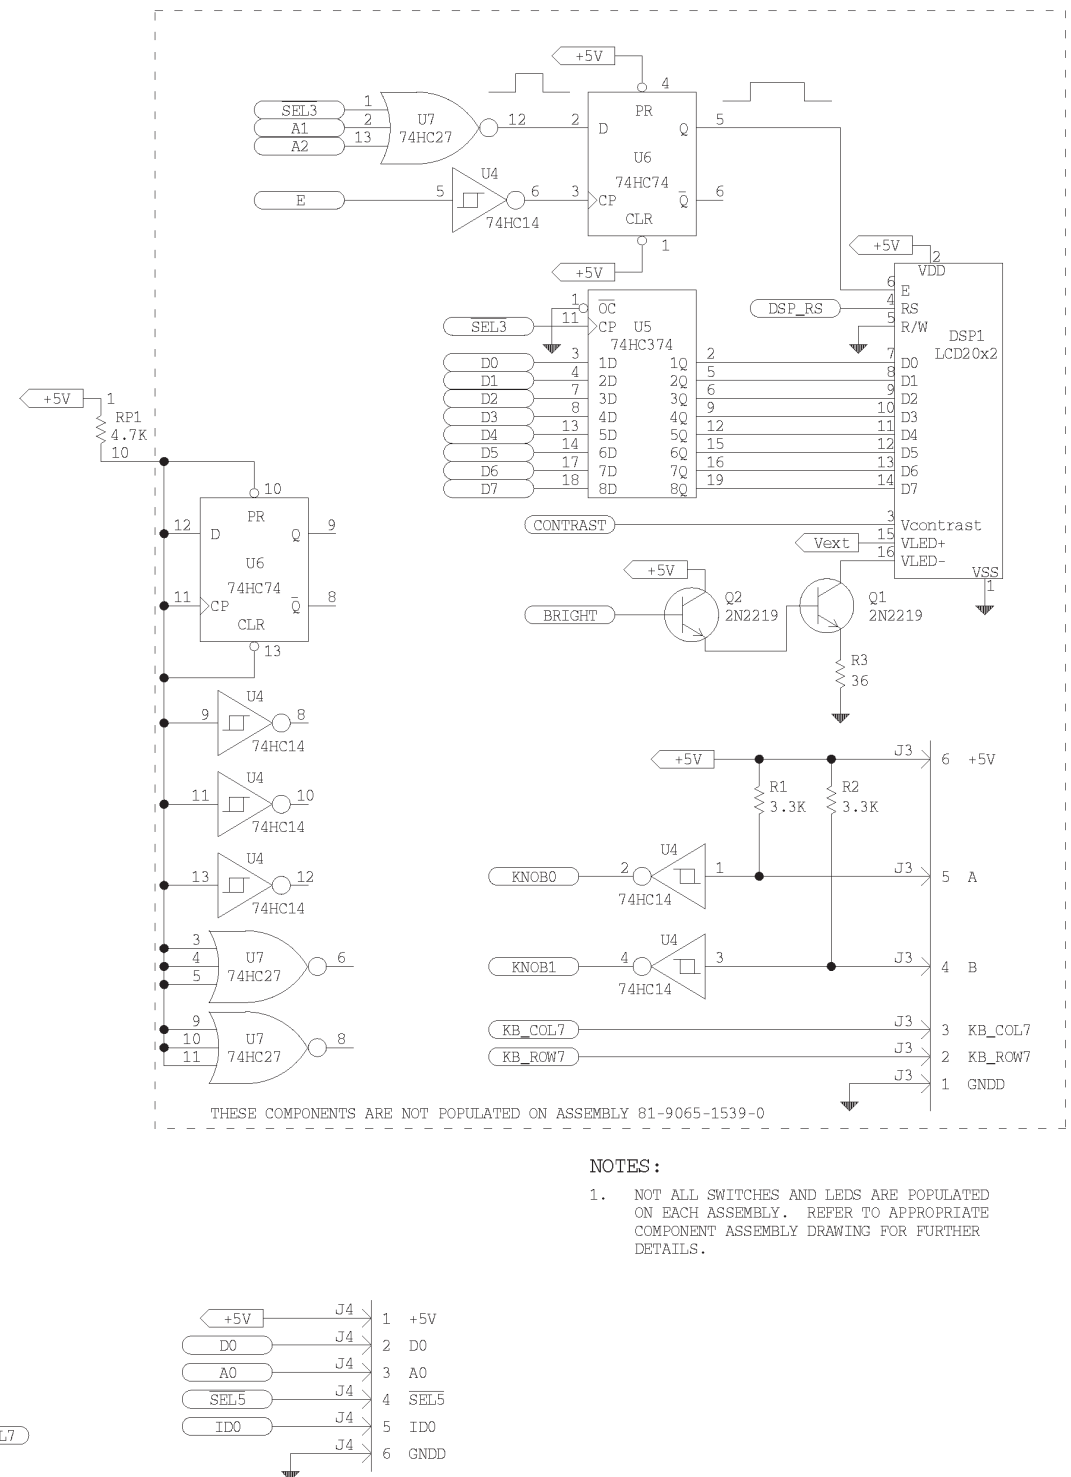 +5V
4
SEL3
A1
A2
1
2
13
U7
74HC27
12
2
D
PR
Q
5
U6
74HC74
E
5
U4
6
74HC14
3
CP
Q
6
CLR
1
+5V
+5V
2
VDD
1
OC
SEL3
11
CP
U5
74HC374
DSP_RS
6
E
4
RS
5
R/W
DSP1
LCD20x2
D0
3
1D
1Q
2
7
D0
D1
4
2D
2Q
5
8
D1
D2
7
3D
3Q
6
9
D2
D3
8
4D
4Q
9
10
D3
D4
13
5D
5Q
12
11
D4
D5
14
6D
6Q
15
12
D5
D6
17
7D
7Q
16
13
D6
D7
18
8D
8Q
19
14
D7
+5V
1
RP1
4.7K
10
CONTRAST
3
Vcontrast
Vext
15
VLED+
16
VLED-
VSS
1
10
12
D
PR
Q
9
U6
74HC74
11
CP
Q
8
CLR
13
+5V
BRIGHT
Q2
2N2219
Q1
2N2219
R3
36
9
U4
8
74HC14
11
U4
10
74HC14
13
U4
12
74HC14
3
4
5
U7
74HC27
6
9
10
11
U7
74HC27
8
+5V
J3
6 +5V
R1
3.3K
R2
3.3K
KNOB0
2
U4
74HC14
1
J3
5 A
KNOB1
4
U4
74HC14
3
J3
4 B
KB_COL7
J3
3 KB_COL7
KB_ROW7
J3
2 KB_ROW7
J3
1 GNDD
THESE COMPONENTS ARE NOT POPULATED ON ASSEMBLY 81-9065-1539-0
NOTES:
1. NOT ALL SWITCHES AND LEDS ARE POPULATED
ON EACH ASSEMBLY. REFER TO APPROPRIATE
COMPONENT ASSEMBLY DRAWING FOR FURTHER
DETAILS.
+5V
J4
1 +5V
D0
J4
2 D0
A0
J4
3 A0
SEL5
J4
4 SEL5
ID0
J4
5 ID0
J4
6 GNDD
L7